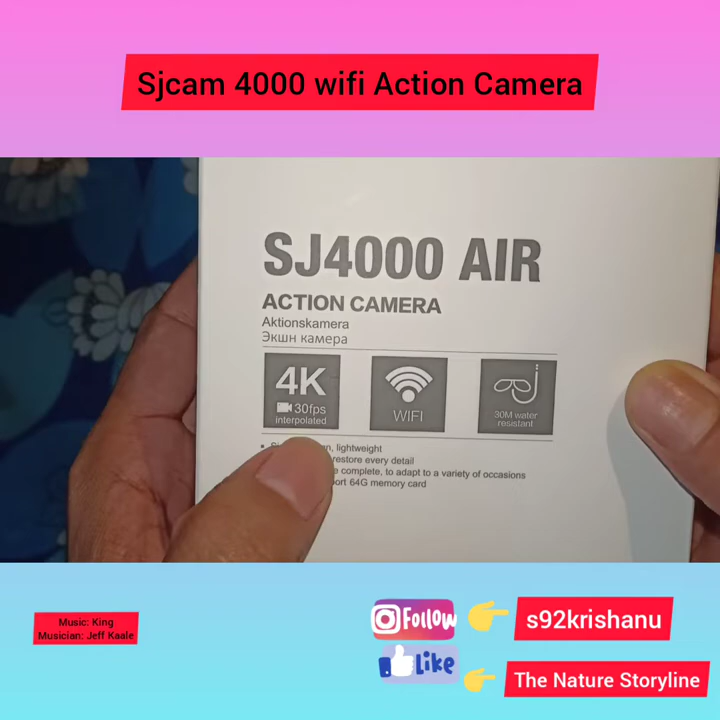 Sjcam 4000 wifi Action Camera
SJ4000 AIR
ACTION CAMERA
Aktionskamera
Экшн камера
4K
30fps
interpolated
WIFI
30M water
resistant
lightweight
restore every detail
complete, to adapt to a variety of occasions
64G memory card
Music: King
Musician: Jeff Kaale
Follow
s92krishanu
Like
The Nature Storyline